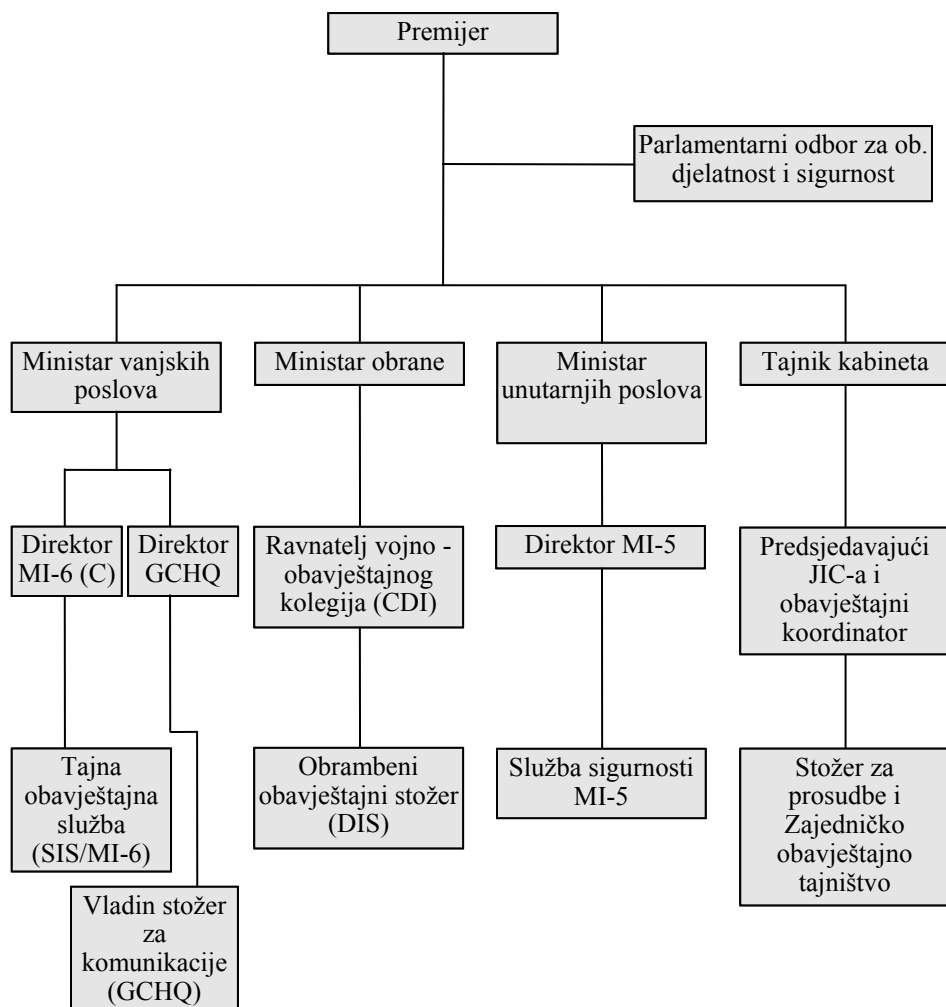 Premijer
Parlamentarni odbor za ob.
djelatnost i sigurnost
Ministar vanjskih
poslova
Ministar obrane
Ministar
unutarnjih poslova
Tajnik kabineta
Direktor
MI-6 (C)
Direktor
GCHQ
Ravnatelj vojno -
obavještajnog
kolegija (CDI)
Direktor MI-5
Predsjedavajući
JIC-a i
obavještajni
koordinator
Tajna
obavještajna
služba
(SIS/MI-6)
Obrambeni
obavještajni stožer
(DIS)
Služba sigurnosti
MI-5
Stožer za
prosudbe i
Zajedničko
obavještajno
tajništvo
Vladin stožer
za
komunikacije
(GCHQ)